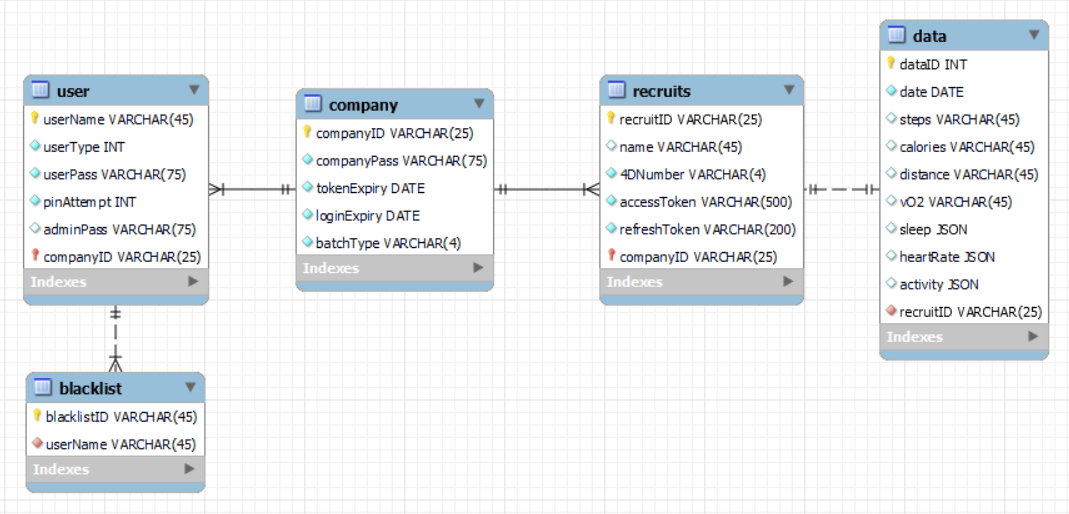 user
userName VARCHAR(45)
userType INT
userPass VARCHAR(75)
pinAttempt INT
adminPass VARCHAR(75)
companyID VARCHAR(25)
Indexes
company
companyID VARCHAR(25)
companyPass VARCHAR(75)
tokenExpiry DATE
loginExpiry DATE
batchType VARCHAR(4)
Indexes
recruits
recruitID VARCHAR(25)
name VARCHAR(45)
4DNumber VARCHAR(4)
accessToken VARCHAR(500)
refreshToken VARCHAR(200)
companyID VARCHAR(25)
Indexes
data
dataID INT
date DATE
steps VARCHAR(45)
calories VARCHAR(45)
distance VARCHAR(45)
vO2 VARCHAR(45)
sleep JSON
heartRate JSON
activity JSON
recruitID VARCHAR(25)
Indexes
blacklist
blacklistID VARCHAR(45)
userName VARCHAR(45)
Indexes